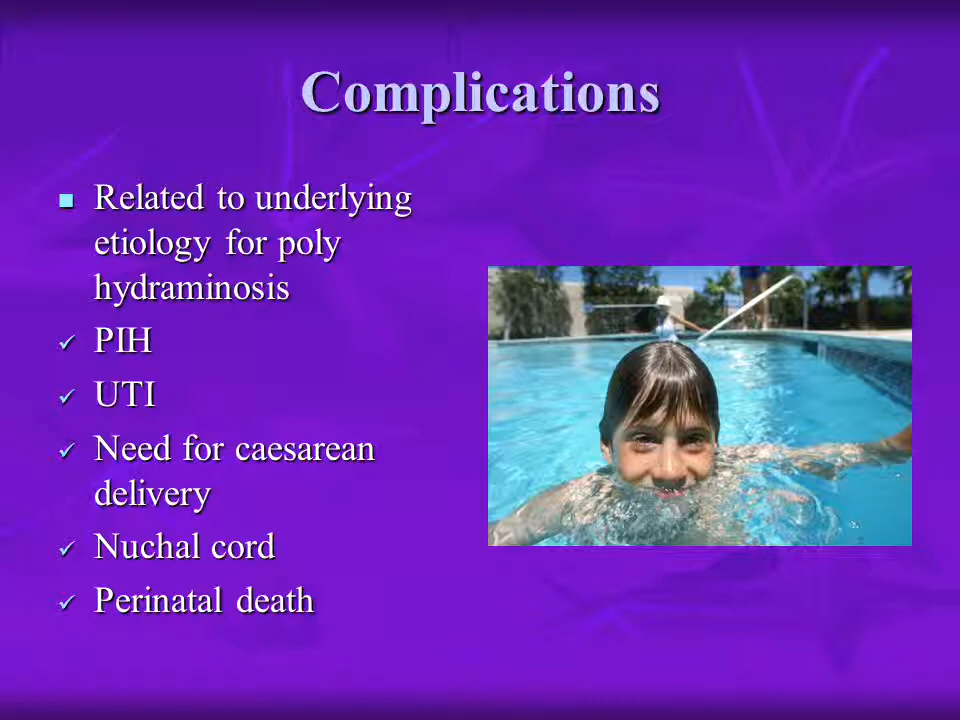 Complications
Related to underlying
etiology for poly
hydraminosis
PIH
UTI
Need for caesarean
delivery
Nuchal cord
Perinatal death